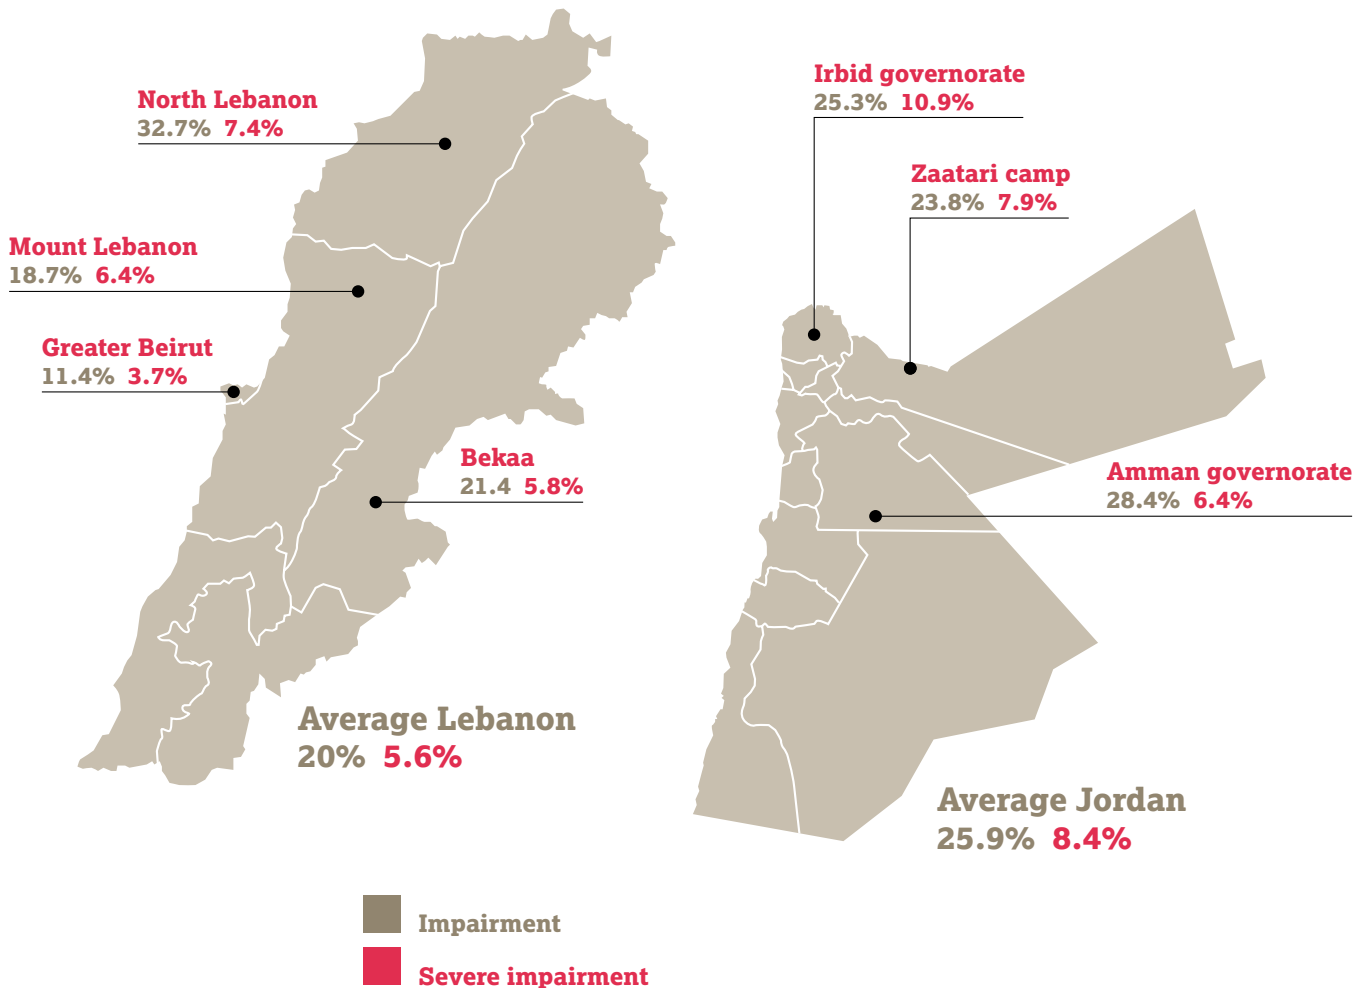 North Lebanon
32.7% 7.4%
Mount Lebanon
18.7% 6.4%
Greater Beirut
11.4% 3.7%
Bekaa
21.4 5.8%
Average Lebanon
20% 5.6%
Irbid governorate
25.3% 10.9%
Zaatari camp
23.8% 7.9%
Amman governorate
28.4% 6.4%
Average Jordan
25.9% 8.4%
Impairment
Severe impairment